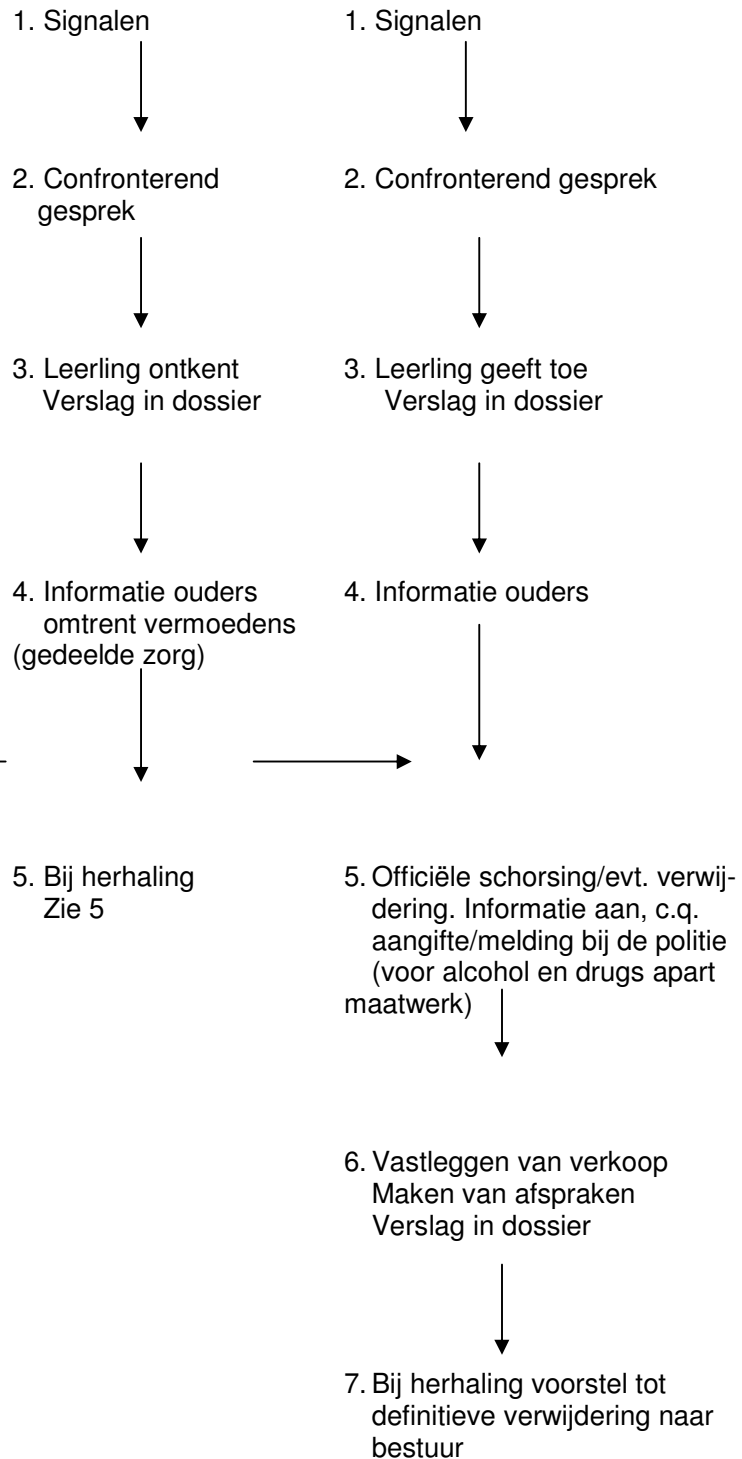 1. Signalen
2. Confronterend
gesprek
3. Leerling ontkent
Verslag in dossier
4. Informatie ouders
omtrent vermoedens
(gedeelde zorg)
5. Bij herhaling
Zie 5
1. Signalen
2. Confronterend gesprek
3. Leerling geeft toe
Verslag in dossier
4. Informatie ouders
5. Officiële schorsing/evt. verwij-
dering. Informatie aan, c.q.
aangifte/melding bij de politie
(voor alcohol en drugs apart
maatwerk)
6. Vastleggen van verkoop
Maken van afspraken
Verslag in dossier
7. Bij herhaling voorstel tot
definitieve verwijdering naar
bestuur